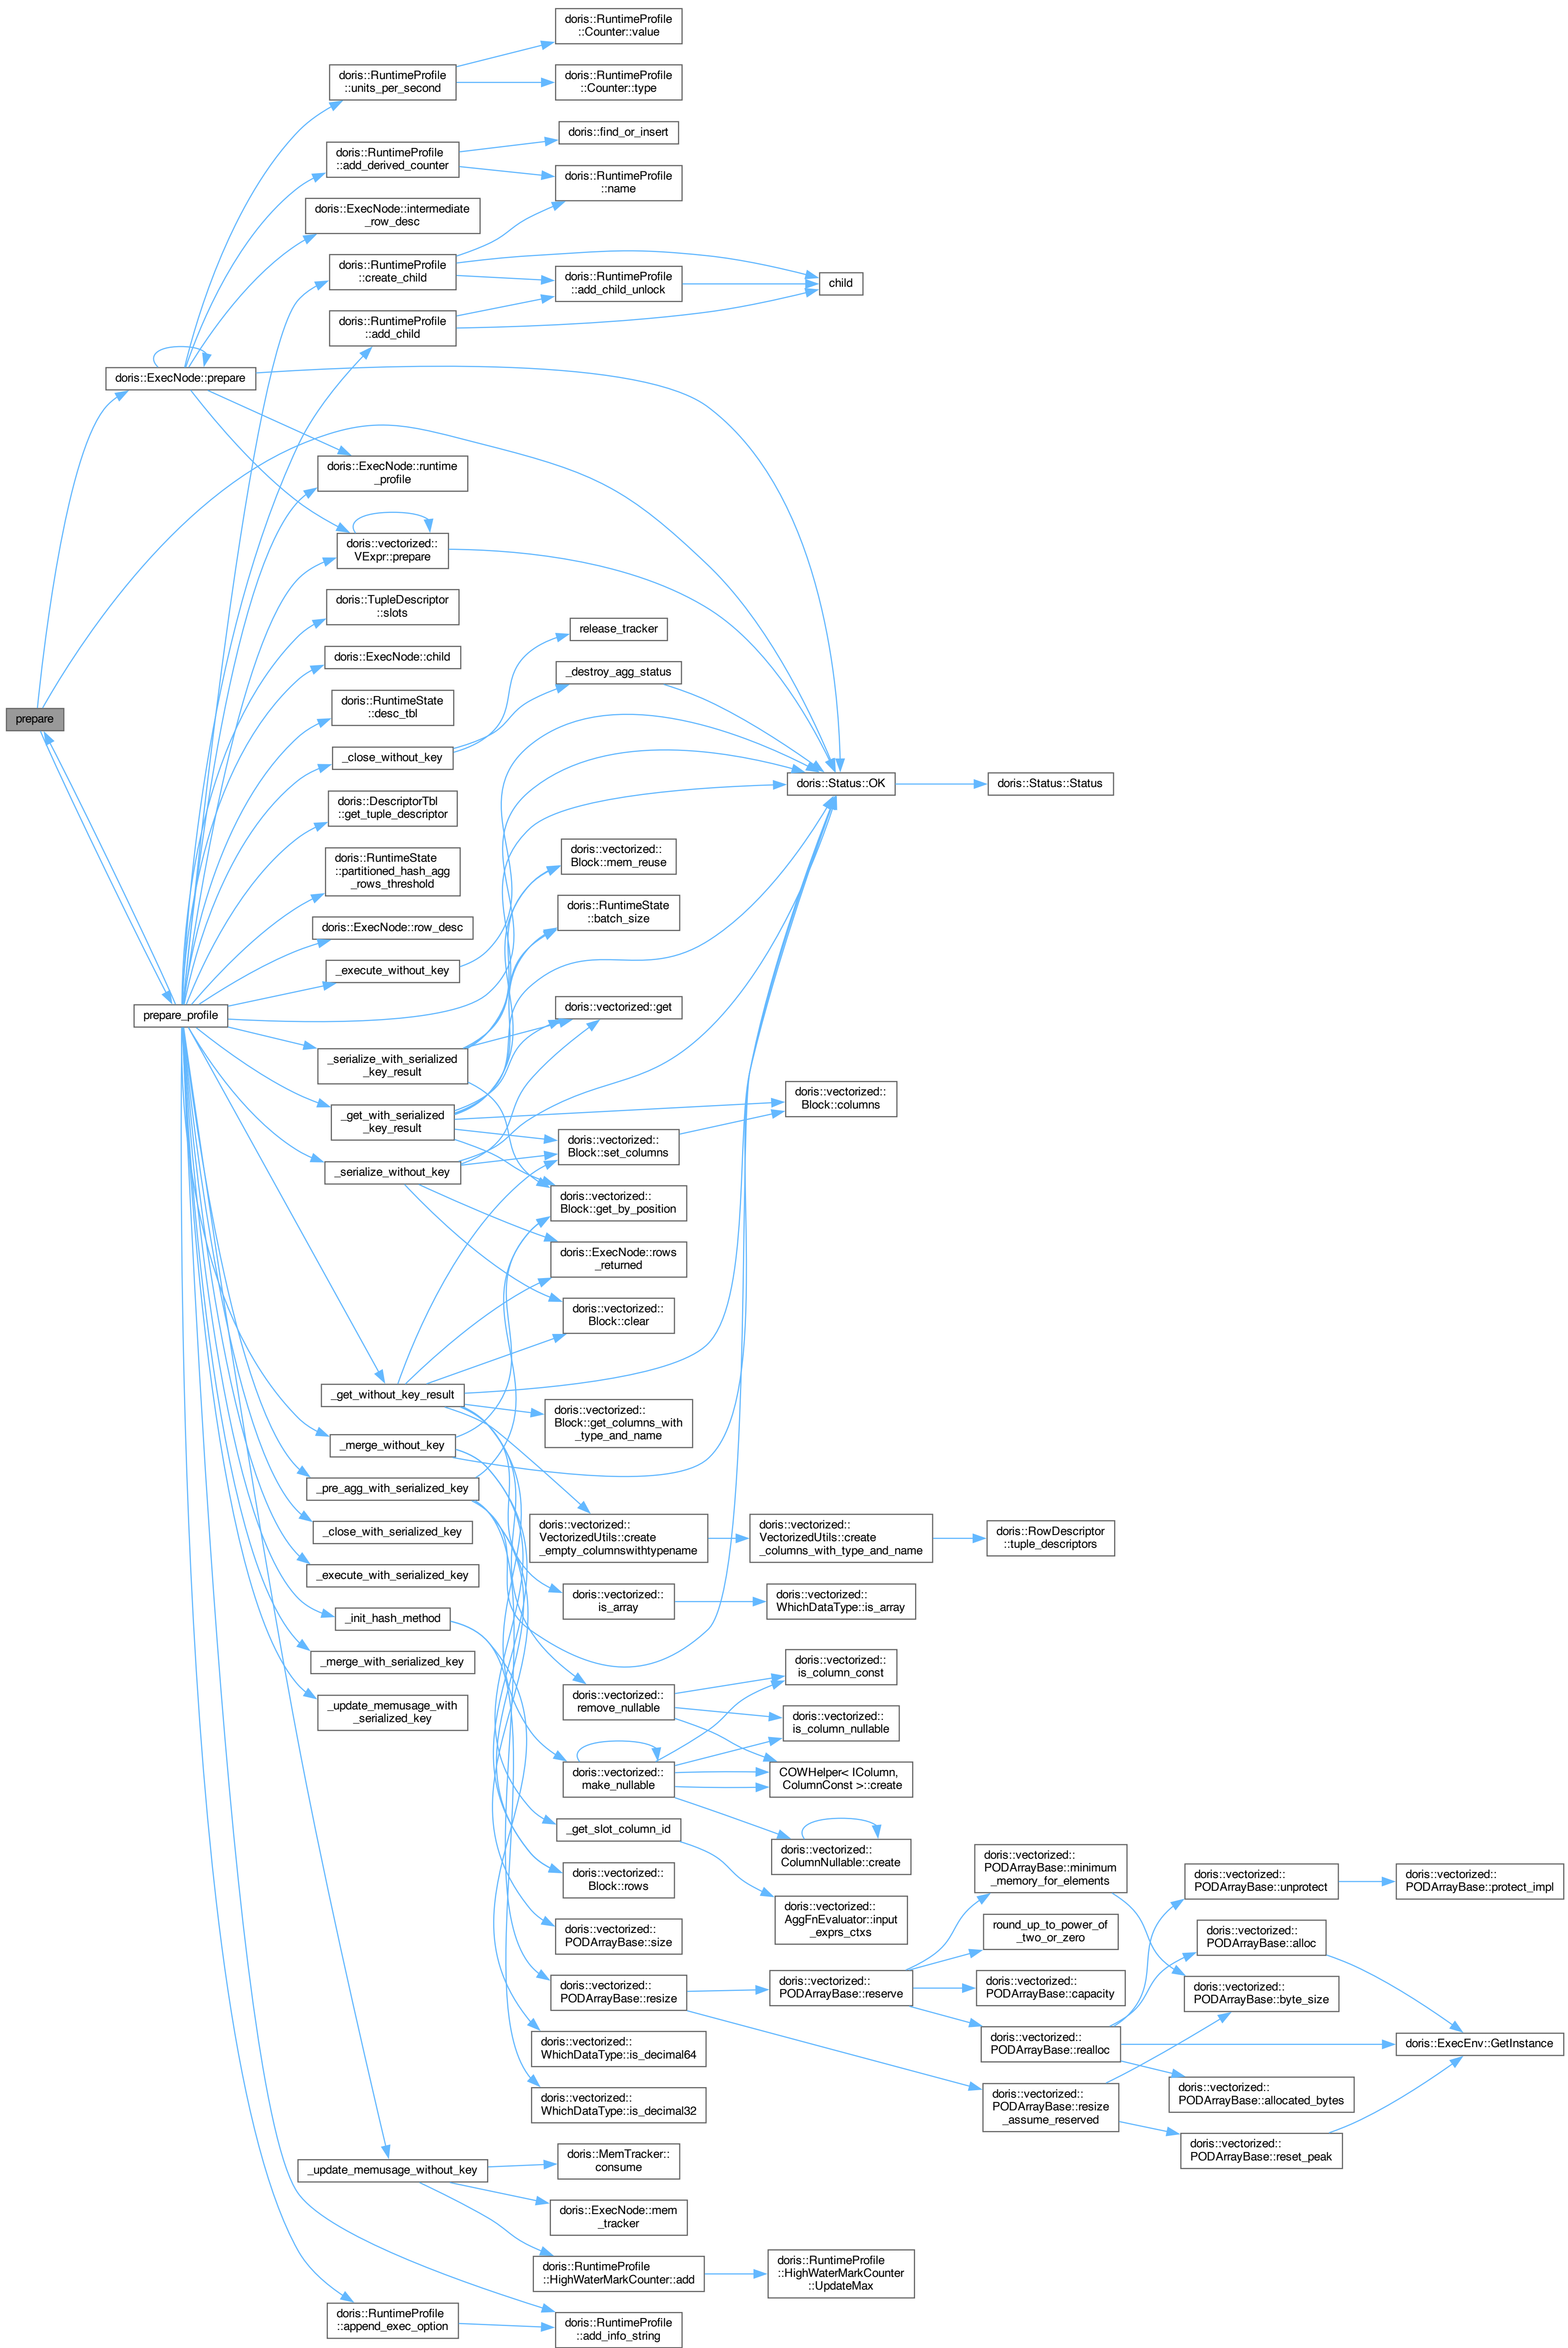 doris::RuntimeProfile
::Counter::value
doris::RuntimeProfile
::units_per_second
doris::RuntimeProfile
::Counter::type
doris::find_or_insert
doris::RuntimeProfile
::add_derived_counter
doris::RuntimeProfile
::name
doris::ExecNode::intermediate
_row_desc
doris::RuntimeProfile
::create_child
doris::RuntimeProfile
::add_child_unlock
child
doris::RuntimeProfile
::add_child
doris::ExecNode::prepare
doris::ExecNode::runtime
_profile
doris::vectorized::
VExpr::prepare
doris::TupleDescriptor
::slots
release_tracker
doris::ExecNode::child
_destroy_agg_status
doris::RuntimeState
::desc_tbl
prepare
_close_without_key
doris::Status::OK
doris::Status::Status
doris::DescriptorTbl
::get_tuple_descriptor
doris::vectorized::
Block::mem_reuse
doris::RuntimeState
::partitioned_hash_agg
_rows_threshold
doris::RuntimeState
::batch_size
doris::ExecNode::row_desc
_execute_without_key
doris::vectorized::get
prepare_profile
_serialize_with_serialized
_key_result
doris::vectorized::
Block::columns
_get_with_serialized
_key_result
doris::vectorized::
Block::set_columns
_serialize_without_key
doris::vectorized::
Block::get_by_position
doris::ExecNode::rows
_returned
doris::vectorized::
Block::clear
_get_without_key_result
doris::vectorized::
Block::get_columns_with
_type_and_name
_merge_without_key
_pre_agg_with_serialized_key
_close_with_serialized_key
doris::vectorized::
VectorizedUtils::create
_empty_columnswithtypename
doris::vectorized::
VectorizedUtils::create
_columns_with_type_and_name
doris::RowDescriptor
::tuple_descriptors
_execute_with_serialized_key
doris::vectorized::
is_array
doris::vectorized::
WhichDataType::is_array
_init_hash_method
_merge_with_serialized_key
doris::vectorized::
is_column_const
doris::vectorized::
remove_nullable
_update_memusage_with
_serialized_key
doris::vectorized::
is_column_nullable
doris::vectorized::
make_nullable
COWHelper< IColumn,
ColumnConst >::create
_get_slot_column_id
doris::vectorized::
ColumnNullable::create
doris::vectorized::
Block::rows
doris::vectorized::
PODArrayBase::minimum
_memory_for_elements
doris::vectorized::
PODArrayBase::unprotect
doris::vectorized::
PODArrayBase::protect_impl
doris::vectorized::
AggFnEvaluator::input
_exprs_ctxs
round_up_to_power_of
_two_or_zero
doris::vectorized::
PODArrayBase::alloc
doris::vectorized::
PODArrayBase::size
doris::vectorized::
PODArrayBase::resize
doris::vectorized::
PODArrayBase::reserve
doris::vectorized::
PODArrayBase::capacity
doris::vectorized::
PODArrayBase::byte_size
doris::vectorized::
PODArrayBase::realloc
doris::ExecEnv::GetInstance
doris::vectorized::
WhichDataType::is_decimal64
doris::vectorized::
PODArrayBase::allocated_bytes
doris::vectorized::
WhichDataType::is_decimal32
doris::vectorized::
PODArrayBase::resize
_assume_reserved
doris::vectorized::
PODArrayBase::reset_peak
_update_memusage_without_key
doris::MemTracker::
consume
doris::ExecNode::mem
_tracker
doris::RuntimeProfile
::HighWaterMarkCounter::add
doris::RuntimeProfile
::HighWaterMarkCounter
::UpdateMax
doris::RuntimeProfile
::append_exec_option
doris::RuntimeProfile
::add_info_string